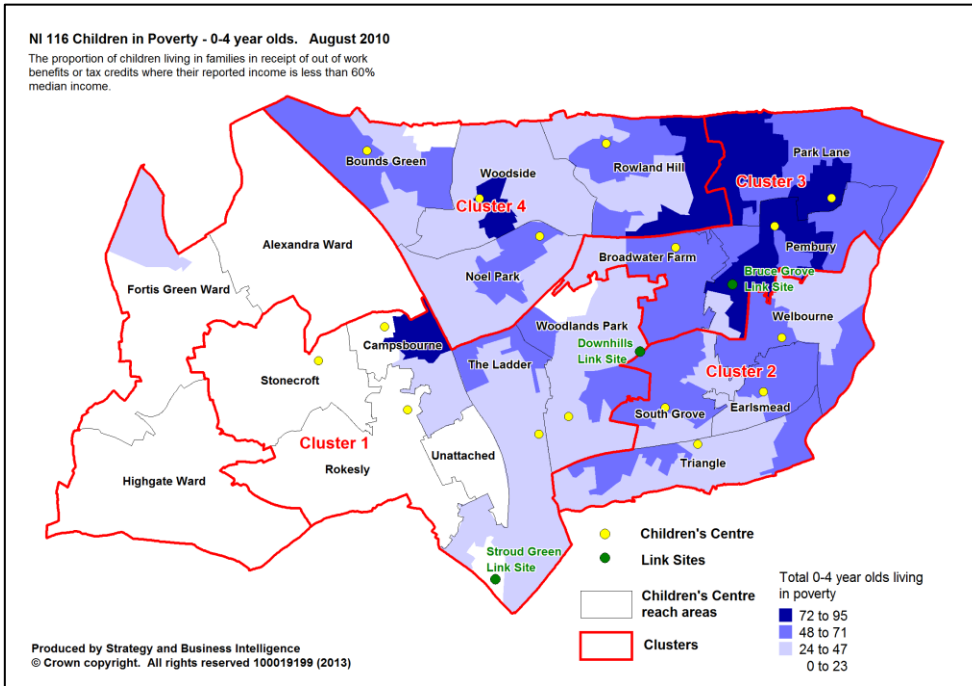 NI 116 Children in Poverty - 0-4 year olds. August 2010
The proportion of children living in families in receipt of out of work
benefits or tax credits where their reported income is less than 60%
median income.
Bounds Green
Woodside
Cluster 4
Rowland Hill
Park Lane
Cluster 3
Alexandra Ward
Noel Park
Broadwater Farm
Pembury
Bruce Grove
Link Site
Fortis Green Ward
Welbourne
Woodlands Park
Downhills
Link Site
Campsbourne
The Ladder
Cluster 2
Stonecroft
South Grove
Earlsmead
Cluster 1
Rokesly
Unattached
Triangle
Highgate Ward
Stroud Green
Link Site
Children's Centre
Link Sites
Children's Centre
reach areas
Clusters
Total 0-4 year olds living
in poverty
72 to 95
48 to 71
24 to 47
0 to 23
Produced by Strategy and Business Intelligence
© Crown copyright. All rights reserved 100019199 (2013)